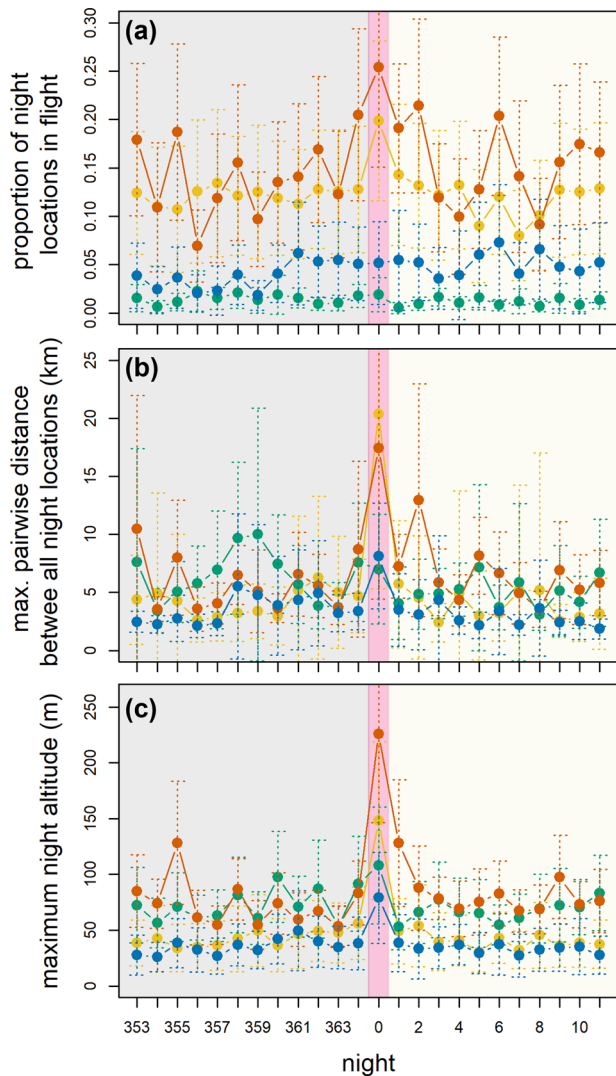 (a)
proportion of night
locations in flight
0.00 0.05 0.10 0.15 0.20 0.25 0.30
(b)
max. pairwise distance
betwee all night locations (km)
0 5 10 15 20 25
(c)
maximum night altitude (m)
0 50 100 150 200 250
353 355 357 359 361 363 0 2 4 6 8 10
night